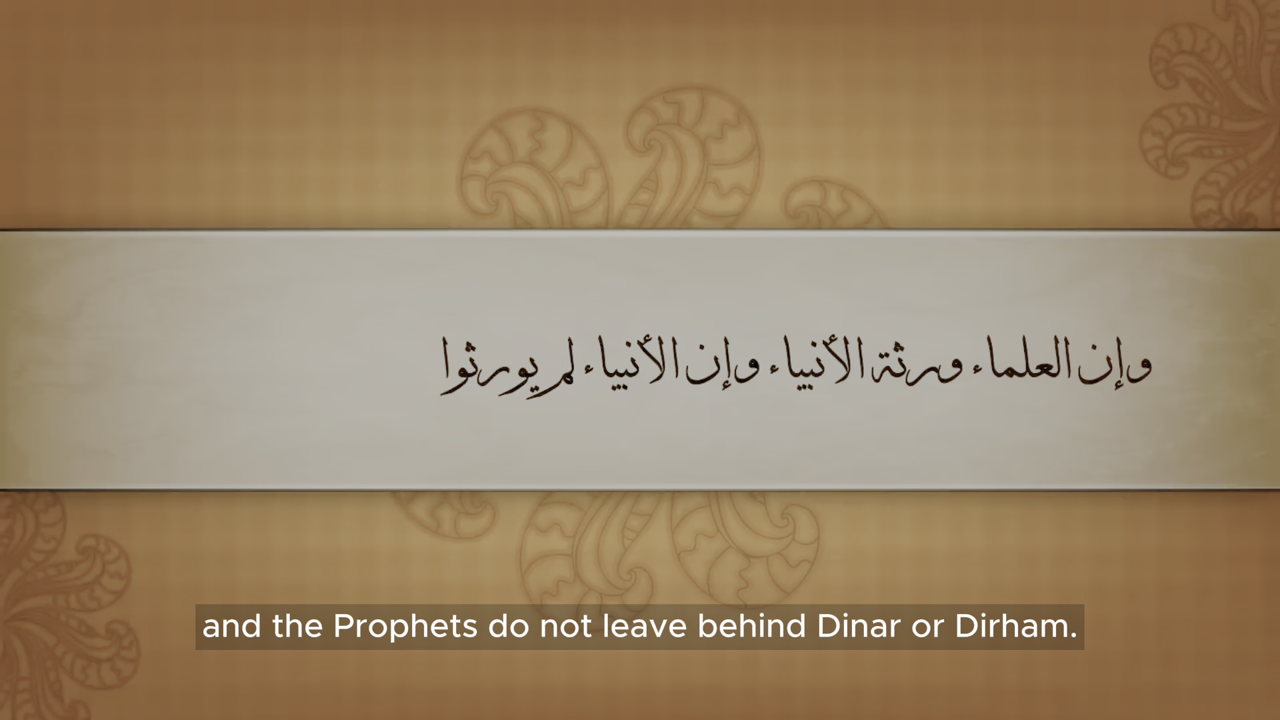 وإن العلماء ورثة الأنبياء وإن الأنبياء لم يورثوا
and the Prophets do not leave behind Dinar or Dirham.